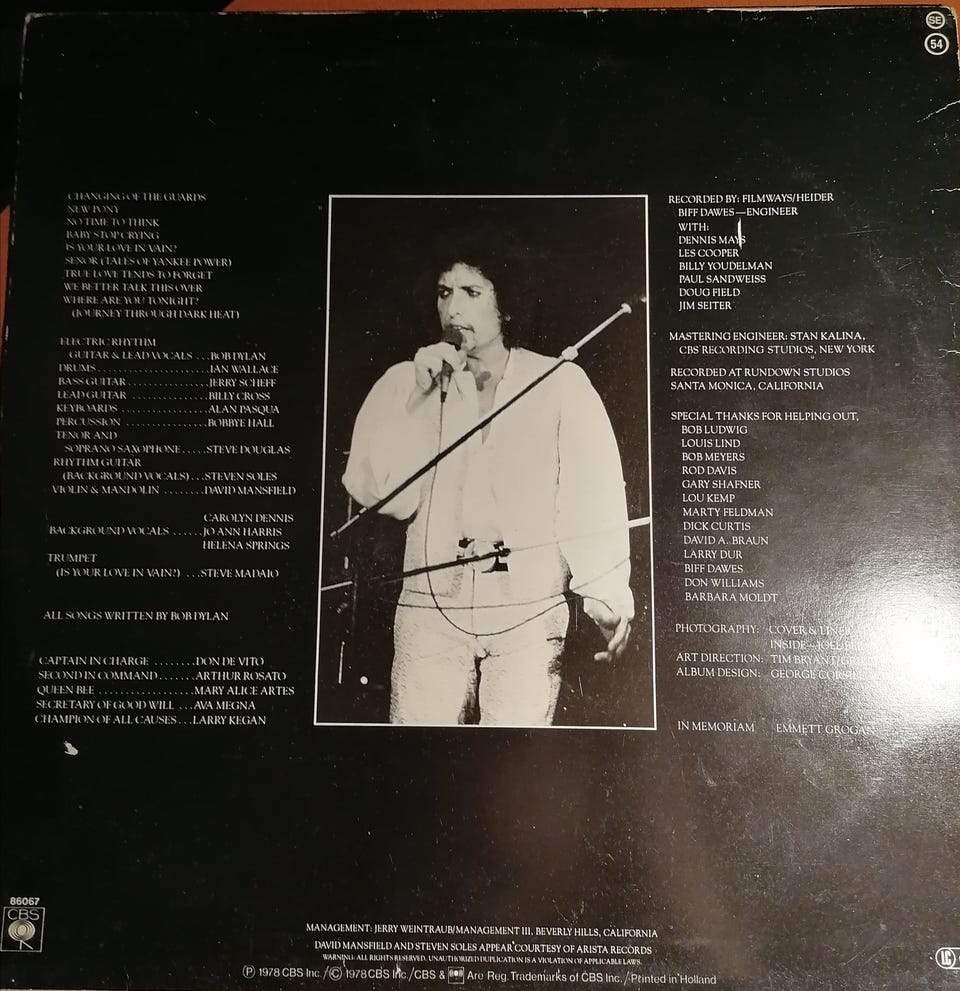 SE
54
CHANGING OF THE GUARDS
NEW PONY
NO TIME TO THINK
BABY STOP CRYING
IS YOUR LOVE IN VAIN?
SENOR (TALES OF YANKEE POWER)
TRUE LOVE TENDS TO FORGET
WE BETTER TALK THIS OVER
WHERE ARE YOU TONIGHT?
(JOURNEY THROUGH DARK HEAT)
ELECTRIC RHYTHM
GUITAR & LEAD VOCALS ...BOB DYLAN
DRUMS.....................IAN WALLACE
BASS GUITAR...............JERRY SCHEFF
LEAD GUITAR ..............BILLY CROSS
KEYBOARDS ................ALAN PASQUA
PERCUSSION ...............BOBBYE HALL
TENOR AND
SOPRANO SAXOPHONE.....STEVE DOUGLAS
RHYTHM GUITAR
(BACKGROUND VOCALS)...STEVEN SOLES
VIOLIN & MANDOLIN ........DAVID MANSFIELD
CAROLYN DENNIS
BACKGROUND VOCALS ......JO ANN HARRIS
HELENA SPRINGS
TRUMPET
(IS YOUR LOVE IN VAIN?) ...STEVE MADAIO
ALL SONGS WRITTEN BY BOB DYLAN
CAPTAIN IN CHARGE ........DON DE VITO
SECOND IN COMMAND.......ARTHUR ROSATO
QUEEN BEE ..................MARY ALICE ARTES
SECRETARY OF GOOD WILL ...AVA MEGNA
CHAMPION OF ALL CAUSES...LARRY KEGAN
RECORDED BY: FILMWAYS/HEIDER
BIFF DAWES—ENGINEER
WITH:
DENNIS MAYS
LES COOPER
BILLY YOUDELMAN
PAUL SANDWEISS
DOUG FIELD
JIM SEITER
MASTERING ENGINEER: STAN KALINA,
CBS RECORDING STUDIOS, NEW YORK
RECORDED AT RUNDOWN STUDIOS
SANTA MONICA, CALIFORNIA
SPECIAL THANKS FOR HELPING OUT,
BOB LUDWIG
LOUIS LIND
BOB MEYERS
ROD DAVIS
GARY SHAFNER
LOU KEMP
MARTY FELDMAN
DICK CURTIS
DAVID A. BRAUN
LARRY DUR
BIFF DAWES
DON WILLIAMS
BARBARA MOLDT
PHOTOGRAPHY: COVER & LINER
INSIDE—JOEL
ART DIRECTION: TIM BRYANT/
ALBUM DESIGN: GEORGE
IN MEMORIAM EMMETT GROGAN
86067
CBS
MANAGEMENT: JERRY WEINTRAUB/MANAGEMENT III, BEVERLY HILLS, CALIFORNIA
DAVID MANSFIELD AND STEVEN SOLES APPEAR COURTESY OF ARISTA RECORDS
WARNING: ALL RIGHTS RESERVED. UNAUTHORIZED DUPLICATION IS A VIOLATION OF APPLICABLE LAWS.
Ⓟ 1978 CBS Inc./Ⓒ 1978 CBS Inc./CBS & Are Reg. Trademarks of CBS Inc./Printed in Holland
LC